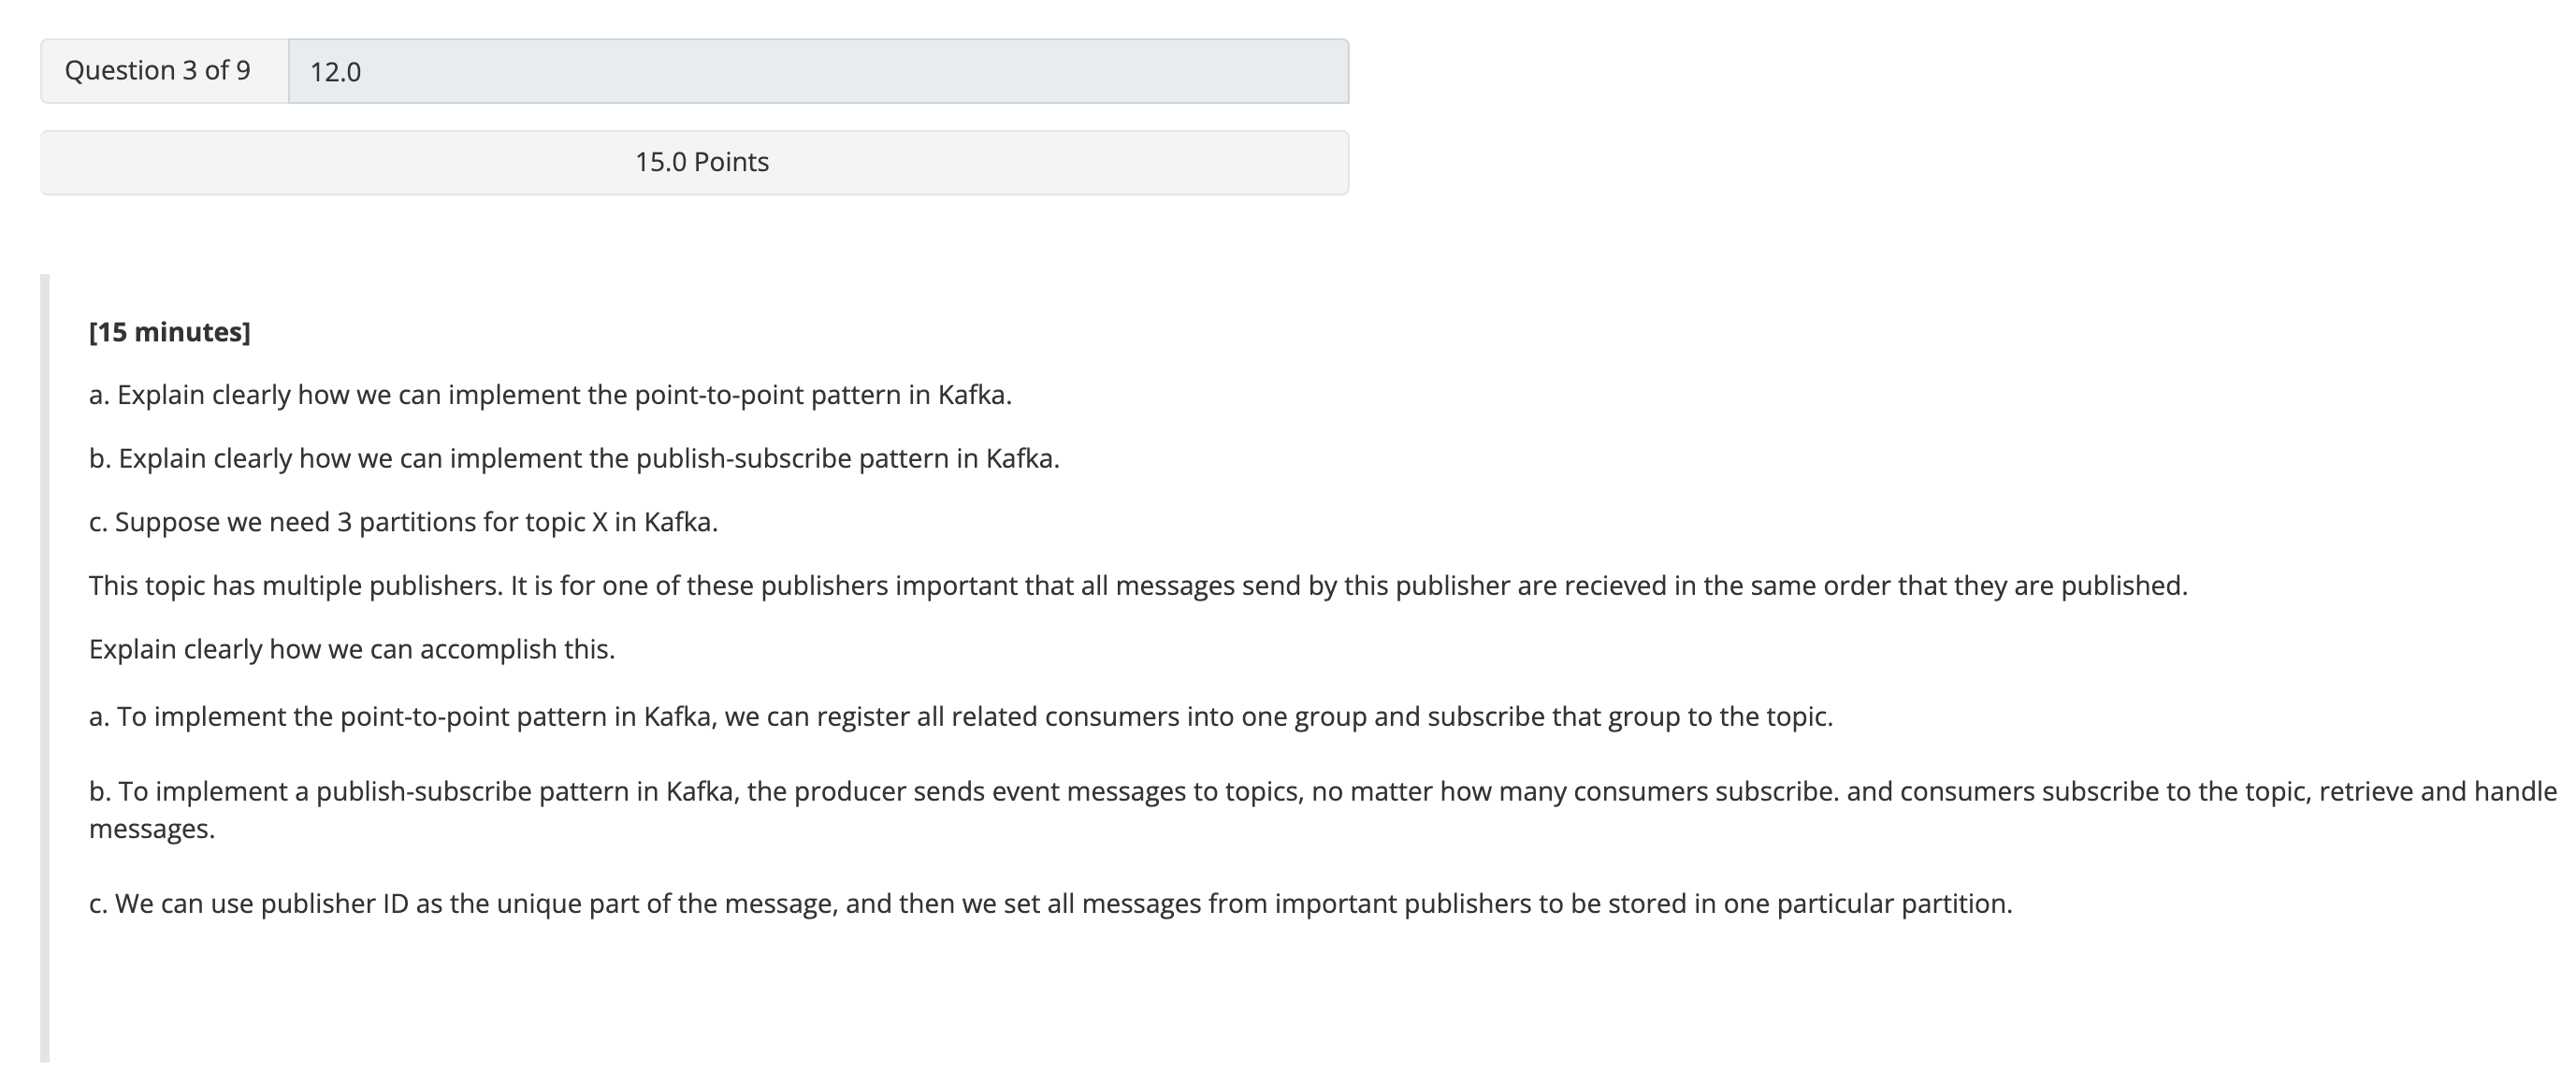 Question 3 of 9
12.0
15.0 Points
[15 minutes]
a. Explain clearly how we can implement the point-to-point pattern in Kafka.
b. Explain clearly how we can implement the publish-subscribe pattern in Kafka.
c. Suppose we need 3 partitions for topic X in Kafka.
This topic has multiple publishers. It is for one of these publishers important that all messages send by this publisher are recieved in the same order that they are published.
Explain clearly how we can accomplish this.
a. To implement the point-to-point pattern in Kafka, we can register all related consumers into one group and subscribe that group to the topic.
b. To implement a publish-subscribe pattern in Kafka, the producer sends event messages to topics, no matter how many consumers subscribe. and consumers subscribe to the topic, retrieve and handle
messages.
c. We can use publisher ID as the unique part of the message, and then we set all messages from important publishers to be stored in one particular partition.